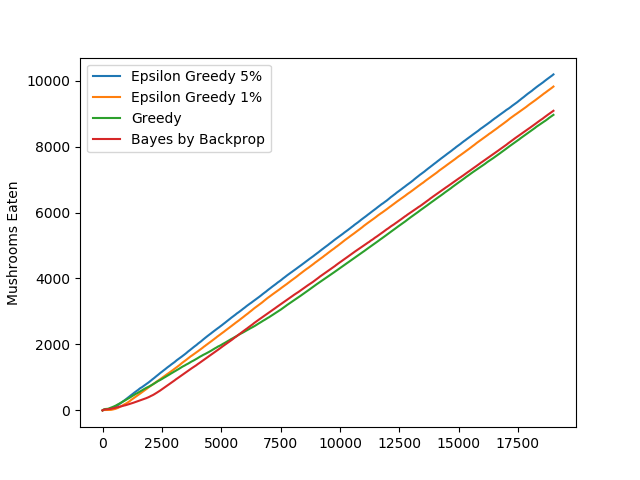 Epsilon Greedy 5%
Epsilon Greedy 1%
Greedy
Bayes by Backprop
Mushrooms Eaten
10000
8000
6000
4000
2000
0
0 2500 5000 7500 10000 12500 15000 17500